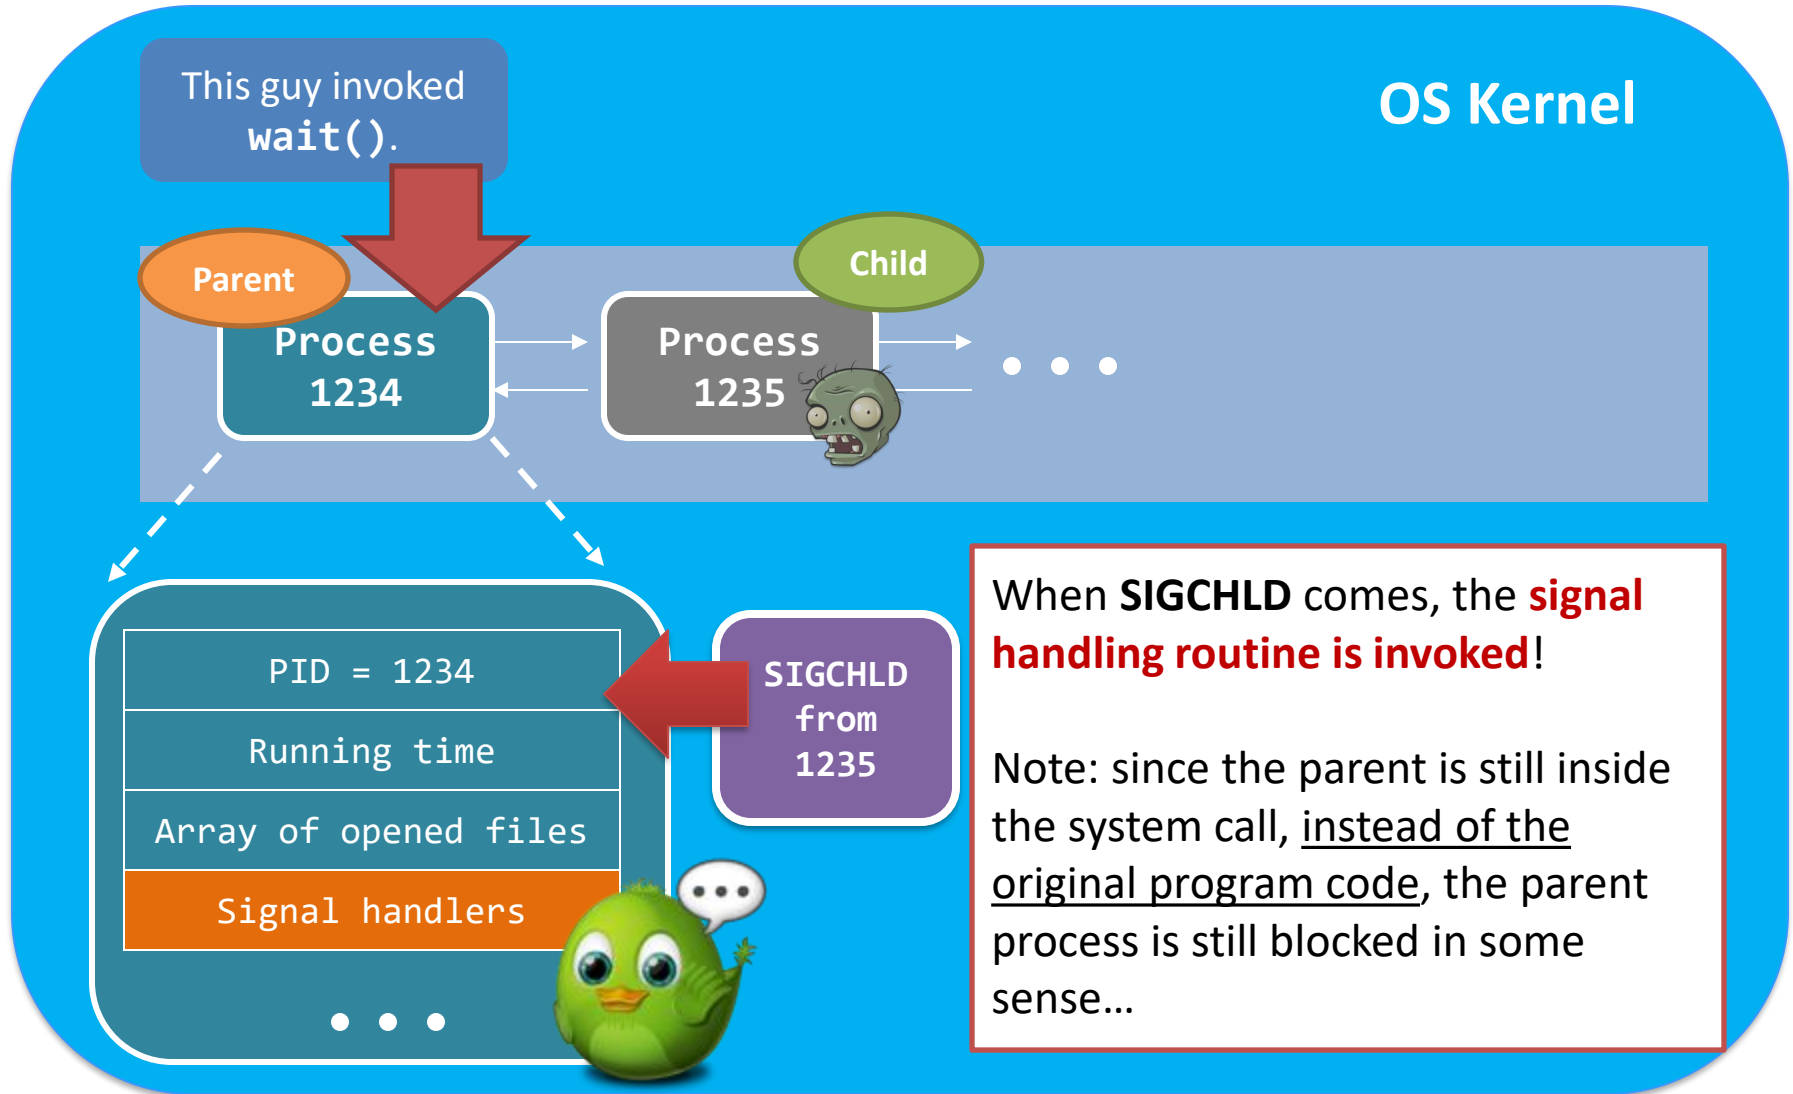 This guy invoked
wait().
OS Kernel
Parent
Child
Process
1234
Process
1235
PID = 1234
Running time
Array of opened files
Signal handlers
SIGCHLD
from
1235
When SIGCHLD comes, the signal
handling routine is invoked!
Note: since the parent is still inside
the system call, instead of the
original program code, the parent
process is still blocked in some
sense…